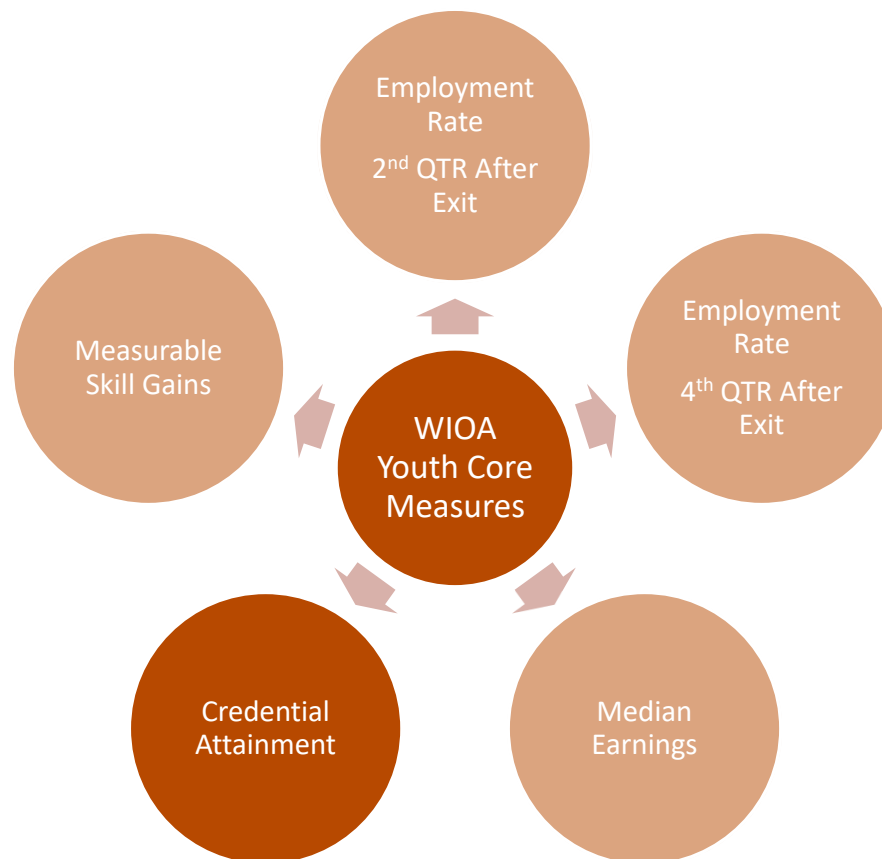 Employment
Rate
2nd QTR After
Exit
Employment
Rate
4th QTR After
Exit
Measurable
Skill Gains
WIOA
Youth Core
Measures
Credential
Attainment
Median
Earnings